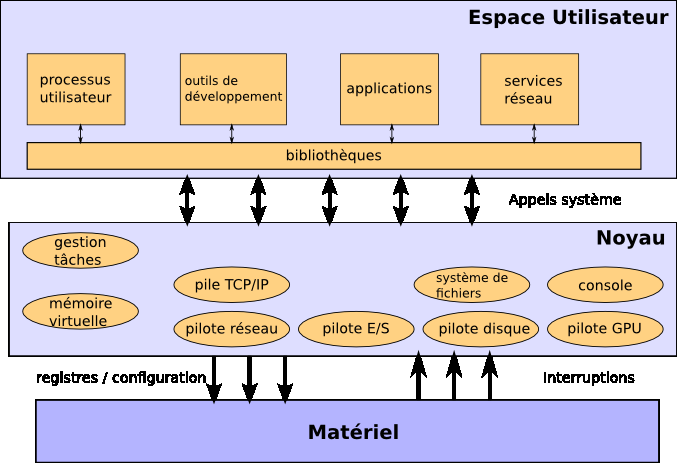 Espace Utilisateur
processus
utilisateur
outils de
développement
applications
services
réseau
bibliothèques
Appels système
Noyau
gestion
tâches
pile TCP/IP
système de
fichiers
console
mémoire
virtuelle
pilote réseau
pilote E/S
pilote disque
pilote GPU
registres / configuration
Interruptions
Matériel